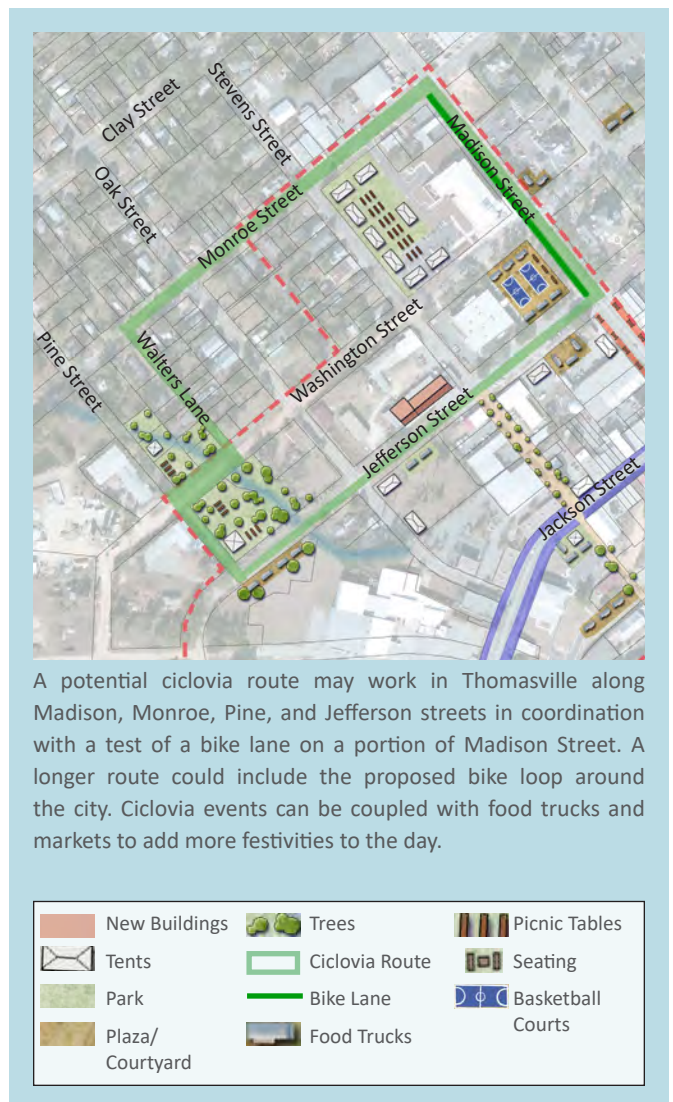 Clay Street
Stevens Street
Oak Street
Madison Street
Monroe Street
Walters Lane
Pine Street
Washington Street
Jefferson Street
Jackson Street
A potential ciclovia route may work in Thomasville along
Madison, Monroe, Pine, and Jefferson streets in coordination
with a test of a bike lane on a portion of Madison Street. A
longer route could include the proposed bike loop around
the city. Ciclovia events can be coupled with food trucks and
markets to add more festivities to the day.
New Buildings
Tents
Park
Plaza/
Courtyard
Trees
Ciclovia Route
Bike Lane
Food Trucks
Picnic Tables
Seating
Basketball
Courts